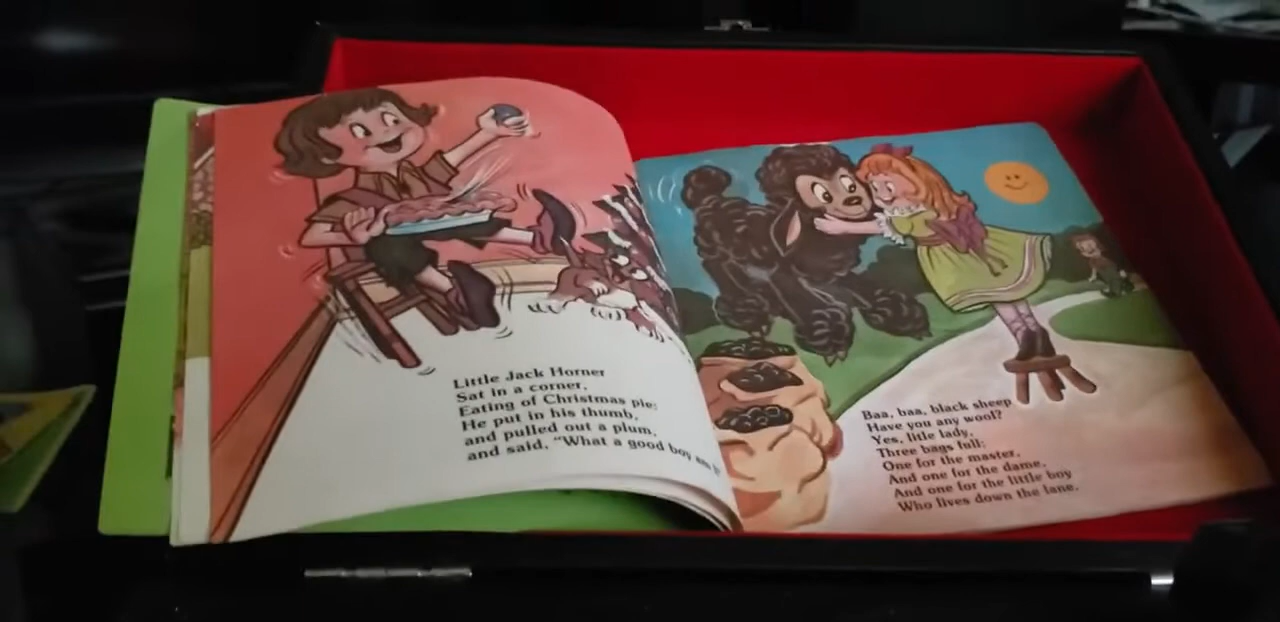 Little Jack Horner
Sat in a corner,
Eating of Christmas pie;
He put in his thumb,
and pulled out a plum,
and said, "What a good boy am I!"
Baa, baa, black sheep
Have you any wool?
Yes, litle lady,
Three bags full:
One for the master,
And one for the dame,
And one for the little boy
Who lives down the lane.